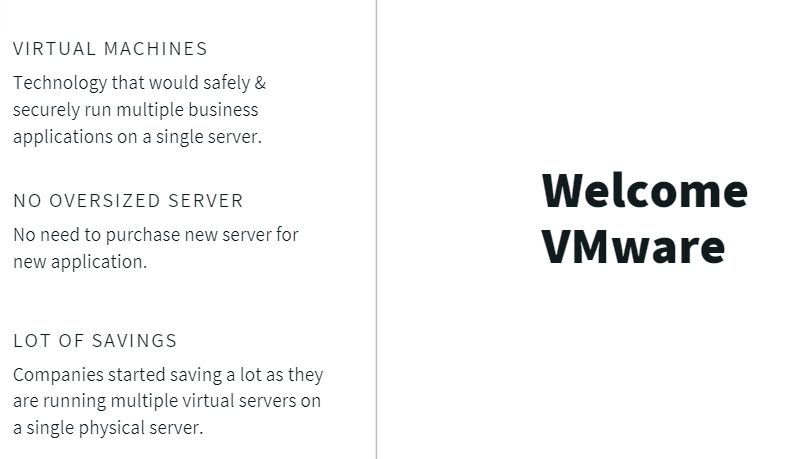 VIRTUAL MACHINES
Technology that would safely &
securely run multiple business
applications on a single server.
NO OVERSIZED SERVER
No need to purchase new server for
new application.
LOT OF SAVINGS
Companies started saving a lot as they
are running multiple virtual servers on
a single physical server.
Welcome
VMware